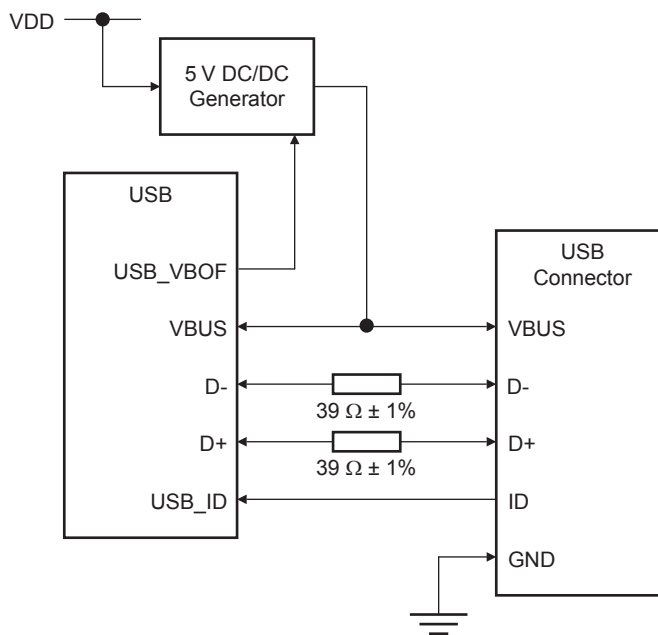 VDD
5 V DC/DC
Generator
USB
USB_VBOF
VBUS
D-
D+
USB_ID
39 Ω ± 1%
39 Ω ± 1%
USB
Connector
VBUS
D-
D+
ID
GND